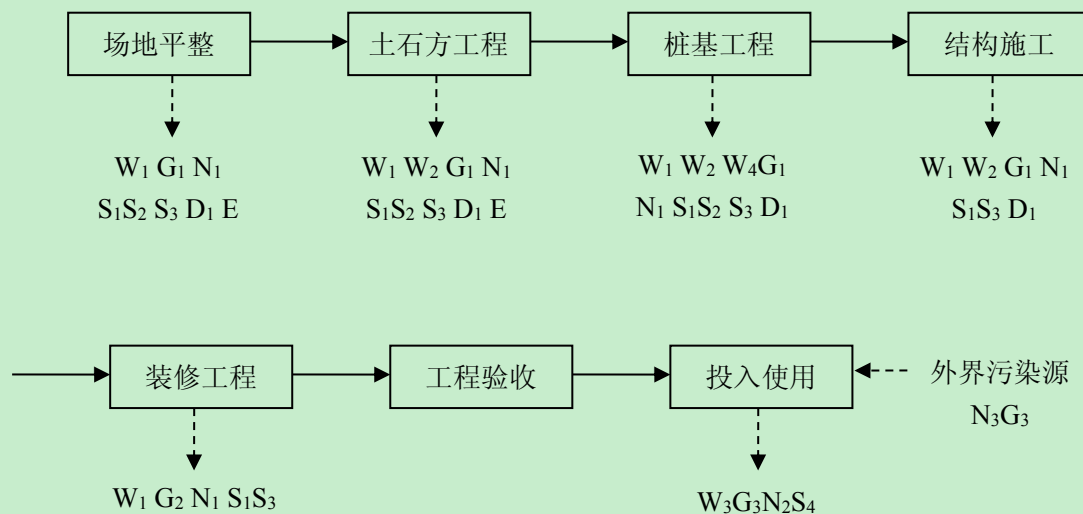 场地平整
土石方工程
桩基工程
结构施工
W₁ G₁ N₁
S₁S₂ S₃ D₁ E
W₁ W₂ G₁ N₁
S₁S₂ S₃ D₁ E
W₁ W₂ W₄G₁
N₁ S₁S₂ S₃ D₁
W₁ W₂ G₁ N₁
S₁S₃ D₁
装修工程
工程验收
投入使用
外界污染源
N₃G₃
W₁ G₂ N₁ S₁S₃
W₃G₃N₂S₄